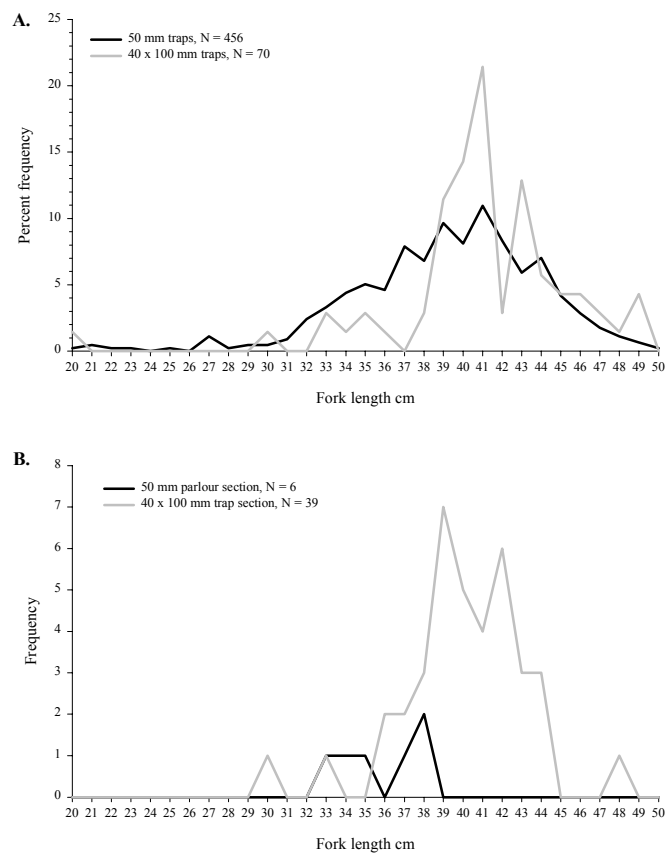 A.
25
20
15
10
5
0
Percent frequency
50 mm traps, N = 456
40 x 100 mm traps, N = 70
20 21 22 23 24 25 26 27 28 29 30 31 32 33 34 35 36 37 38 39 40 41 42 43 44 45 46 47 48 49 50
Fork length cm
B.
8
7
6
5
4
3
2
1
0
Frequency
50 mm parlour section, N = 6
40 x 100 mm trap section, N = 39
20 21 22 23 24 25 26 27 28 29 30 31 32 33 34 35 36 37 38 39 40 41 42 43 44 45 46 47 48 49 50
Fork length cm